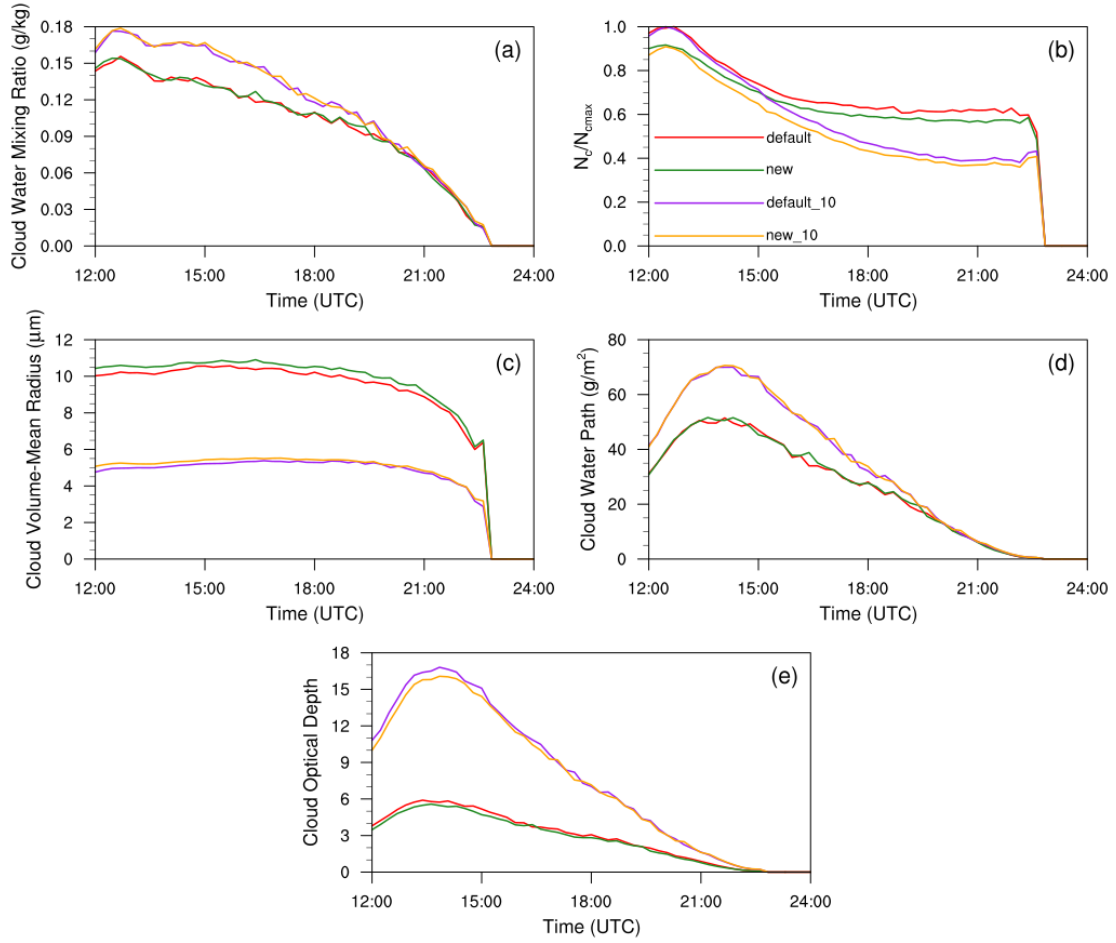 (a)
Cloud Water Mixing Ratio (g/kg)
0.18
0.15
0.12
0.09
0.06
0.03
0.00
12:00 15:00 18:00 21:00 24:00
Time (UTC)
(b)
N_c/N_cmax
1.0
0.8
0.6
0.4
0.2
0.0
default
new
default_10
new_10
12:00 15:00 18:00 21:00 24:00
Time (UTC)
(c)
Cloud Volume-Mean Radius (μm)
12
10
8
6
4
2
0
12:00 15:00 18:00 21:00 24:00
Time (UTC)
(d)
Cloud Water Path (g/m²)
80
60
40
20
0
12:00 15:00 18:00 21:00 24:00
Time (UTC)
(e)
Cloud Optical Depth
18
15
12
9
6
3
0
12:00 15:00 18:00 21:00 24:00
Time (UTC)